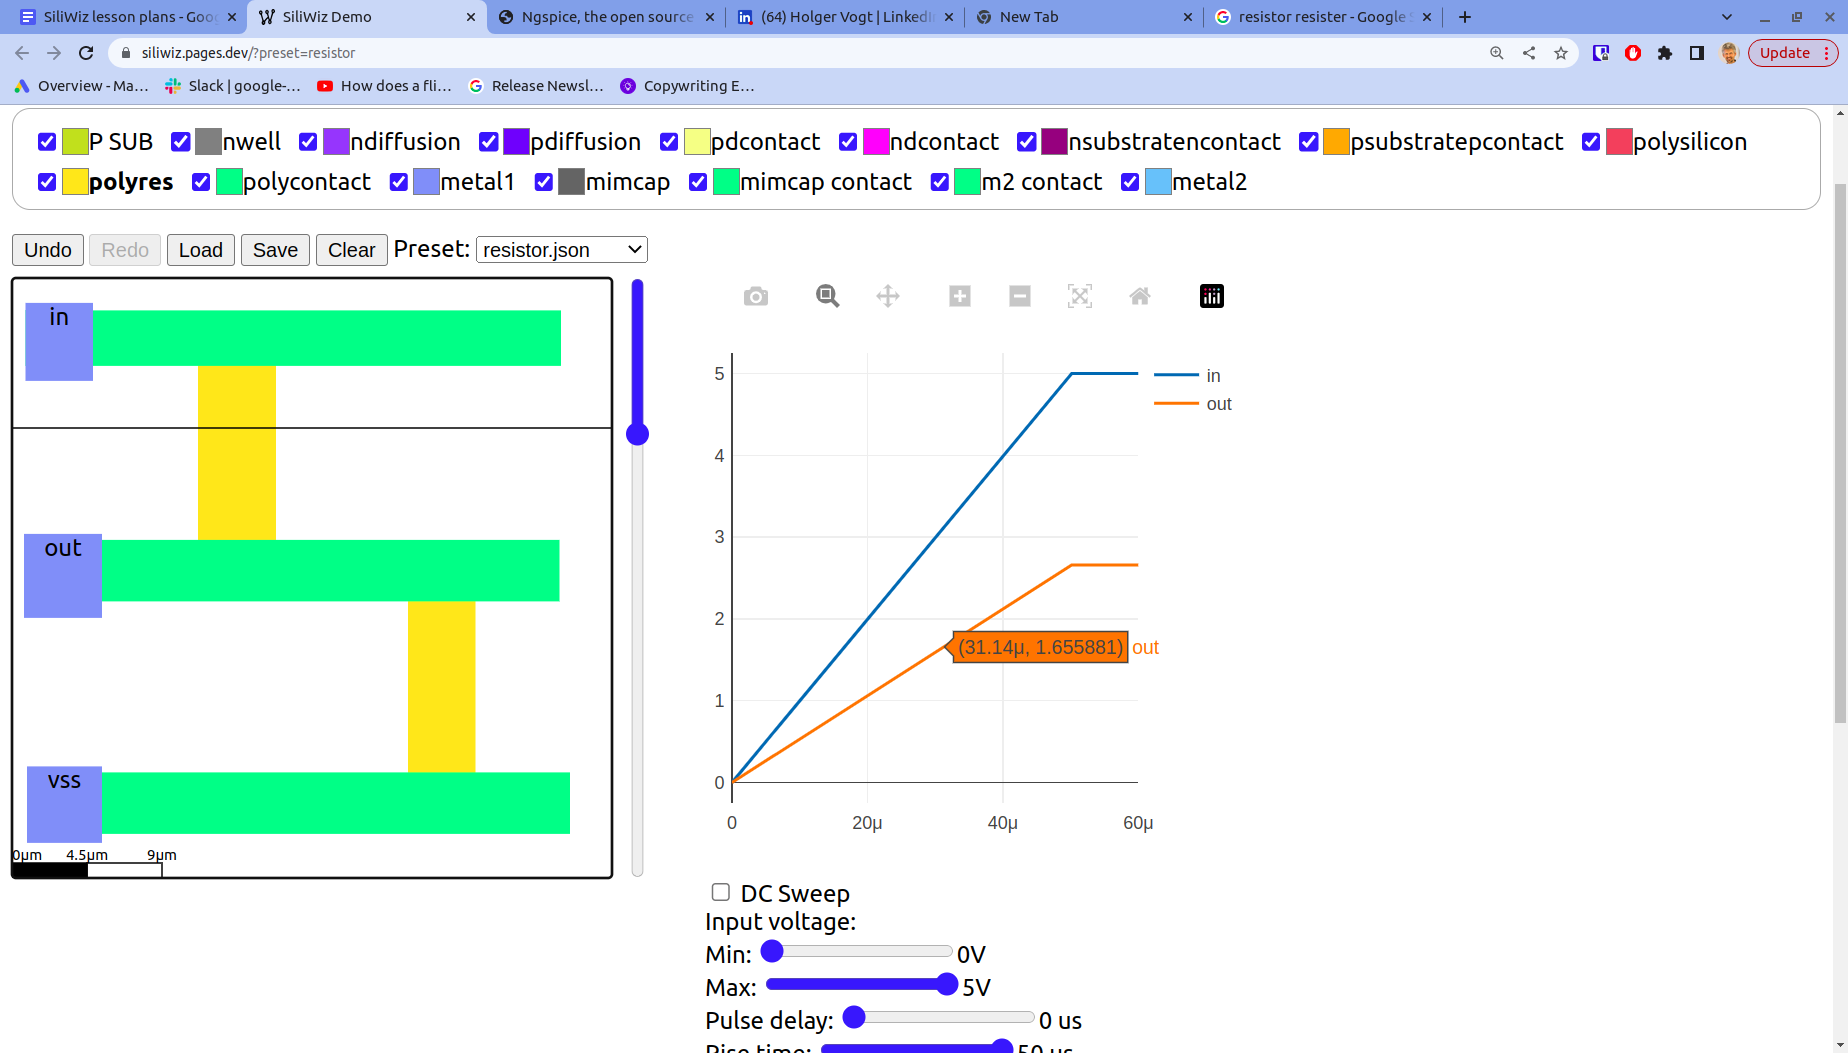 SiliWiz lesson plans - Goo
SiliWiz Demo
Ngspice, the open source
(64) Holger Vogt | LinkedI
New Tab
resistor resister - Google S
siliwiz.pages.dev/?preset=resistor
Update
Overview - Ma...
Slack | google-...
How does a fli...
Release Newsl...
Copywriting E...
P SUB nwell ndiffusion pdiffusion pdcontact ndcontact nsubstratencontact psubstratepcontact polysilicon
polyres polycontact metal1 mimcap mimcap contact m2 contact metal2
Undo Redo Load Save Clear Preset: resistor.json
in
out
vss
0μm 4.5μm 9μm
5
4
3
2
1
0
0 20μ 40μ 60μ
in
out
(31.14μ, 1.655881) out
DC Sweep
Input voltage:
Min: 0V
Max: 5V
Pulse delay: 0 us
Rise time: 50 us